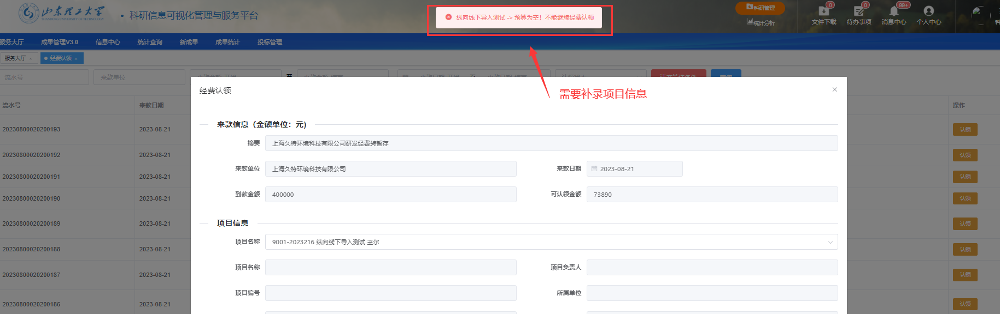 山东理工大学
SHANDONG UNIVERSITY OF TECHNOLOGY
· 科研信息可视化管理与服务平台
纵向线下导入测试 -> 预算为空！不能继续经费认领
科研管理
统计分析
0
文件下载
0
待办事项
99+
消息中心
个人中心
服务大厅 成果管理V3.0 信息中心 统计查询 新成果 成果统计 投标管理
服务大厅 × 经费认领 ×
流水号 来款单位 至 至
需要补录项目信息
经费认领 ×
流水号 来款日期 操作
来款信息（金额单位：元）
20230800020200193 2023-08-21 认领
摘要 上海久特环境科技有限公司研发经费转暂存
20230800020200192 2023-08-21 认领
来款单位 上海久特环境科技有限公司 来款日期 2023-08-21
20230800020200191 2023-08-21 认领
到款金额 400000 可认领金额 73890
20230800020200190 2023-08-21 认领
项目信息
20230800020200189 2023-08-21 认领
项目名称 9001-2023216 纵向线下导入测试 王尔
20230800020200188 2023-08-21 认领
项目名称 项目负责人
20230800020200187 2023-08-21 认领
项目编号 所属单位
20230800020200186 2023-08-21 认领